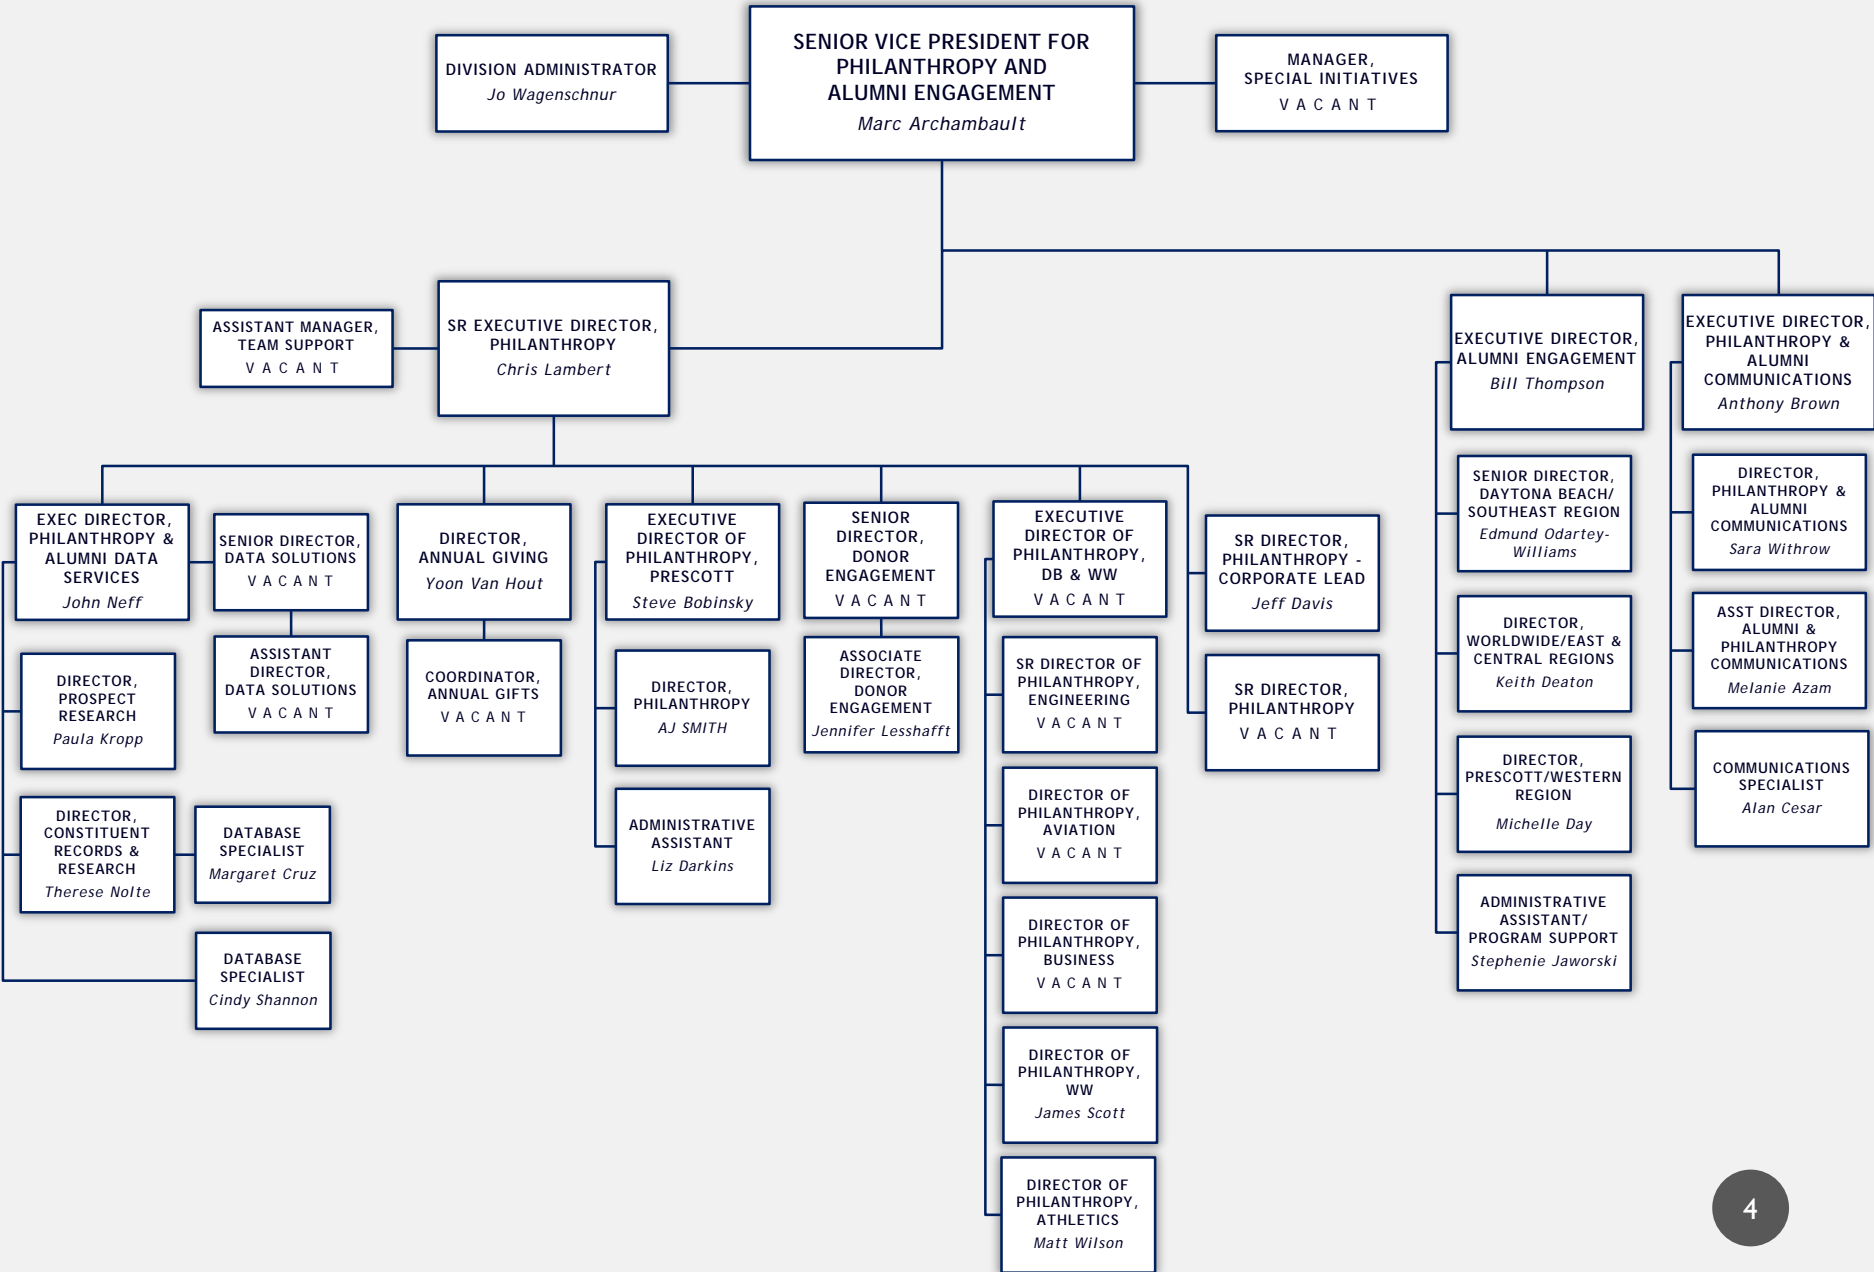 DIVISION ADMINISTRATOR
Jo Wagenschnur
SENIOR VICE PRESIDENT FOR
PHILANTHROPY AND
ALUMNI ENGAGEMENT
Marc Archambault
MANAGER,
SPECIAL INITIATIVES
VACANT
ASSISTANT MANAGER,
TEAM SUPPORT
VACANT
SR EXECUTIVE DIRECTOR,
PHILANTHROPY
Chris Lambert
EXECUTIVE DIRECTOR,
ALUMNI ENGAGEMENT
Bill Thompson
EXECUTIVE DIRECTOR,
PHILANTHROPY &
ALUMNI
COMMUNICATIONS
Anthony Brown
EXEC DIRECTOR,
PHILANTHROPY &
ALUMNI DATA
SERVICES
John Neff
SENIOR DIRECTOR,
DATA SOLUTIONS
VACANT
ASSISTANT
DIRECTOR,
DATA SOLUTIONS
VACANT
DIRECTOR,
PROSPECT
RESEARCH
Paula Kropp
DIRECTOR,
CONSTITUENT
RECORDS &
RESEARCH
Therese Nolte
DATABASE
SPECIALIST
Margaret Cruz
DATABASE
SPECIALIST
Cindy Shannon
DIRECTOR,
ANNUAL GIVING
Yoon Van Hout
COORDINATOR,
ANNUAL GIFTS
VACANT
EXECUTIVE
DIRECTOR OF
PHILANTHROPY,
PRESCOTT
Steve Bobinsky
DIRECTOR,
PHILANTHROPY
AJ SMITH
ADMINISTRATIVE
ASSISTANT
Liz Darkins
SENIOR
DIRECTOR,
DONOR
ENGAGEMENT
VACANT
ASSOCIATE
DIRECTOR,
DONOR
ENGAGEMENT
Jennifer Lesshafft
EXECUTIVE
DIRECTOR OF
PHILANTHROPY,
DB & WW
VACANT
SR DIRECTOR OF
PHILANTHROPY,
ENGINEERING
VACANT
DIRECTOR OF
PHILANTHROPY,
AVIATION
VACANT
DIRECTOR OF
PHILANTHROPY,
BUSINESS
VACANT
DIRECTOR OF
PHILANTHROPY,
WW
James Scott
DIRECTOR OF
PHILANTHROPY,
ATHLETICS
Matt Wilson
SR DIRECTOR,
PHILANTHROPY -
CORPORATE LEAD
Jeff Davis
SR DIRECTOR,
PHILANTHROPY
VACANT
SENIOR DIRECTOR,
DAYTONA BEACH/
SOUTHEAST REGION
Edmund Odartey-
Williams
DIRECTOR,
WORLDWIDE/EAST &
CENTRAL REGIONS
Keith Deaton
DIRECTOR,
PRESCOTT/WESTERN
REGION
Michelle Day
ADMINISTRATIVE
ASSISTANT/
PROGRAM SUPPORT
Stephenie Jaworski
DIRECTOR,
PHILANTHROPY &
ALUMNI
COMMUNICATIONS
Sara Withrow
ASST DIRECTOR,
ALUMNI &
PHILANTHROPY
COMMUNICATIONS
Melanie Azam
COMMUNICATIONS
SPECIALIST
Alan Cesar
4